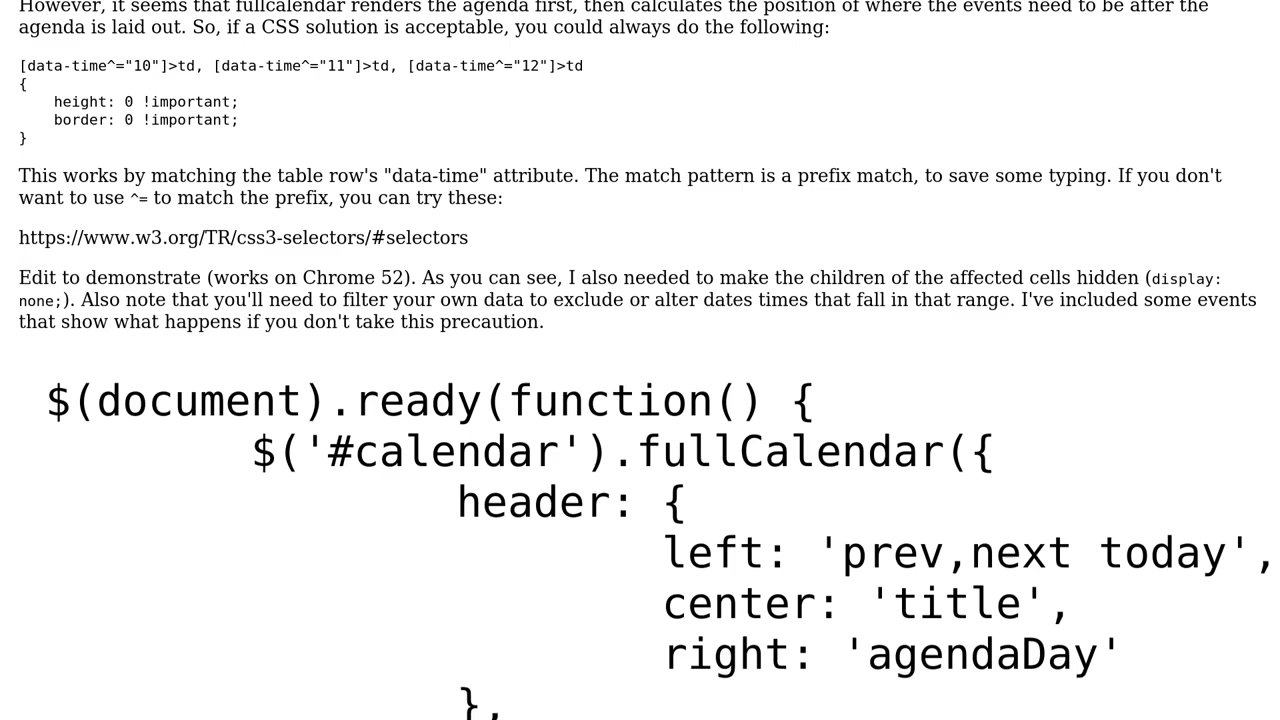 However, it seems that fullcalendar renders the agenda first, then calculates the position of where the events need to be after the
agenda is laid out. So, if a CSS solution is acceptable, you could always do the following:
[data-time^="10"]>td, [data-time^="11"]>td, [data-time^="12"]>td
{
    height: 0 !important;
    border: 0 !important;
}
This works by matching the table row's "data-time" attribute. The match pattern is a prefix match, to save some typing. If you don't
want to use ^= to match the prefix, you can try these:
https://www.w3.org/TR/css3-selectors/#selectors
Edit to demonstrate (works on Chrome 52). As you can see, I also needed to make the children of the affected cells hidden (display:
none;). Also note that you'll need to filter your own data to exclude or alter dates times that fall in that range. I've included some events
that show what happens if you don't take this precaution.
$(document).ready(function() {
        $('#calendar').fullCalendar({
                header: {
                        left: 'prev,next today',
                        center: 'title',
                        right: 'agendaDay'
                },